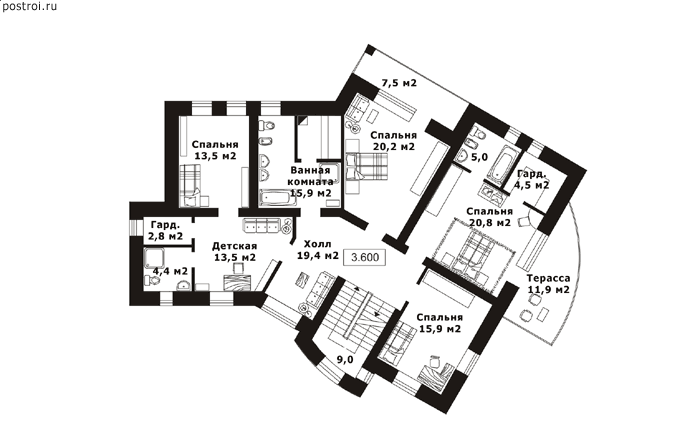 postroi.ru
7,5 м2
Спальня
20,2 м2
Спальня
13,5 м2
Ванная
комната
15,9 м2
5,0
Гард.
4,5 м2
Спальня
20,8 м2
Гард.
2,8 м2
Детская
13,5 м2
Холл
19,4 м2
3.600
4,4 м2
Терасса
11,9 м2
Спальня
15,9 м2
9,0